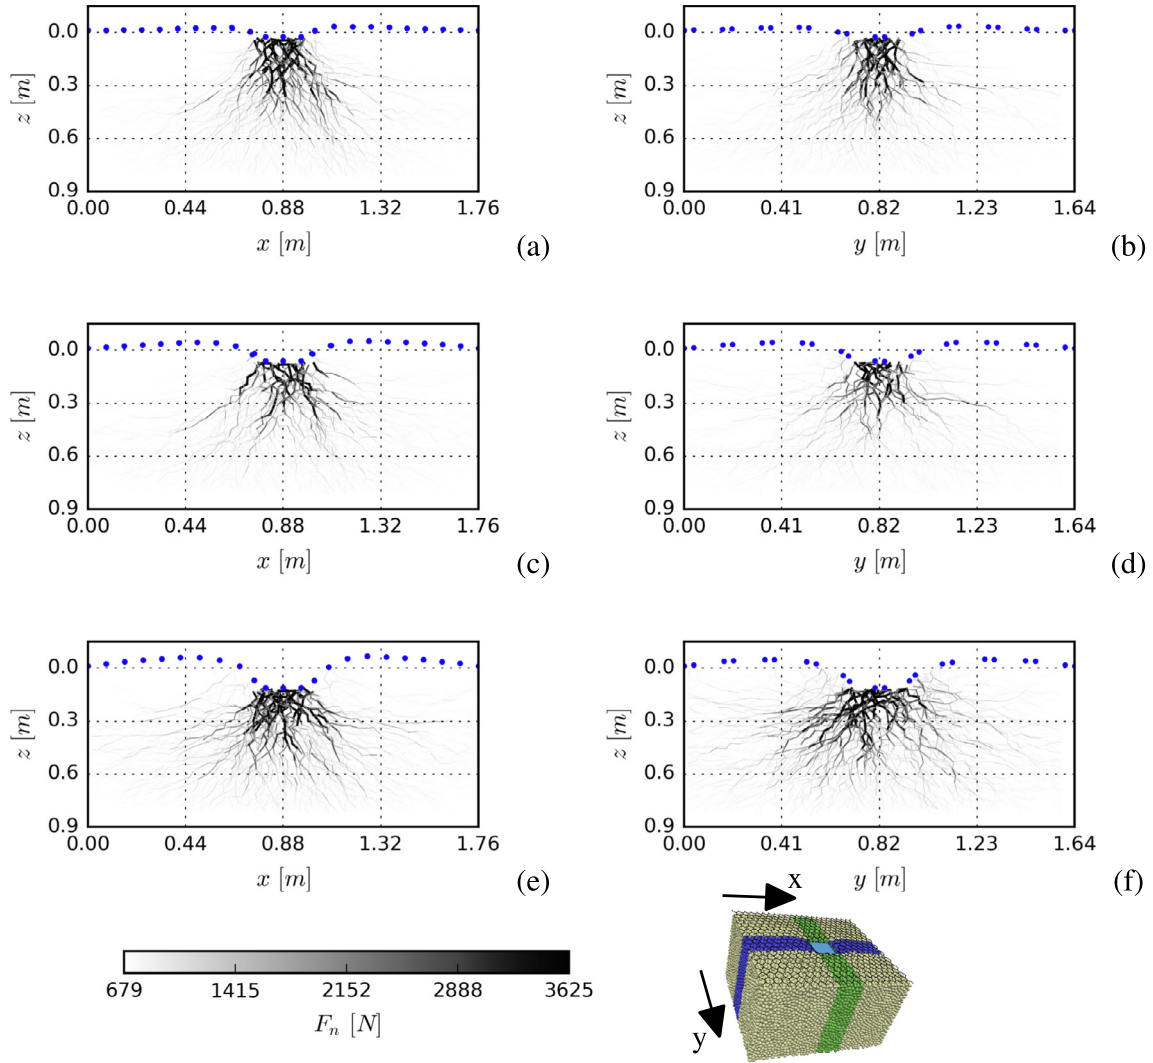 0.0
0.3
0.6
0.9
z [m]
0.00 0.44 0.88 1.32 1.76
x [m]
(a)
0.0
0.3
0.6
0.9
z [m]
0.00 0.41 0.82 1.23 1.64
y [m]
(b)
0.0
0.3
0.6
0.9
z [m]
0.00 0.44 0.88 1.32 1.76
x [m]
(c)
0.0
0.3
0.6
0.9
z [m]
0.00 0.41 0.82 1.23 1.64
y [m]
(d)
0.0
0.3
0.6
0.9
z [m]
0.00 0.44 0.88 1.32 1.76
x [m]
(e)
0.0
0.3
0.6
0.9
z [m]
0.00 0.41 0.82 1.23 1.64
y [m]
(f)
679 1415 2152 2888 3625
F_n [N]
x
y